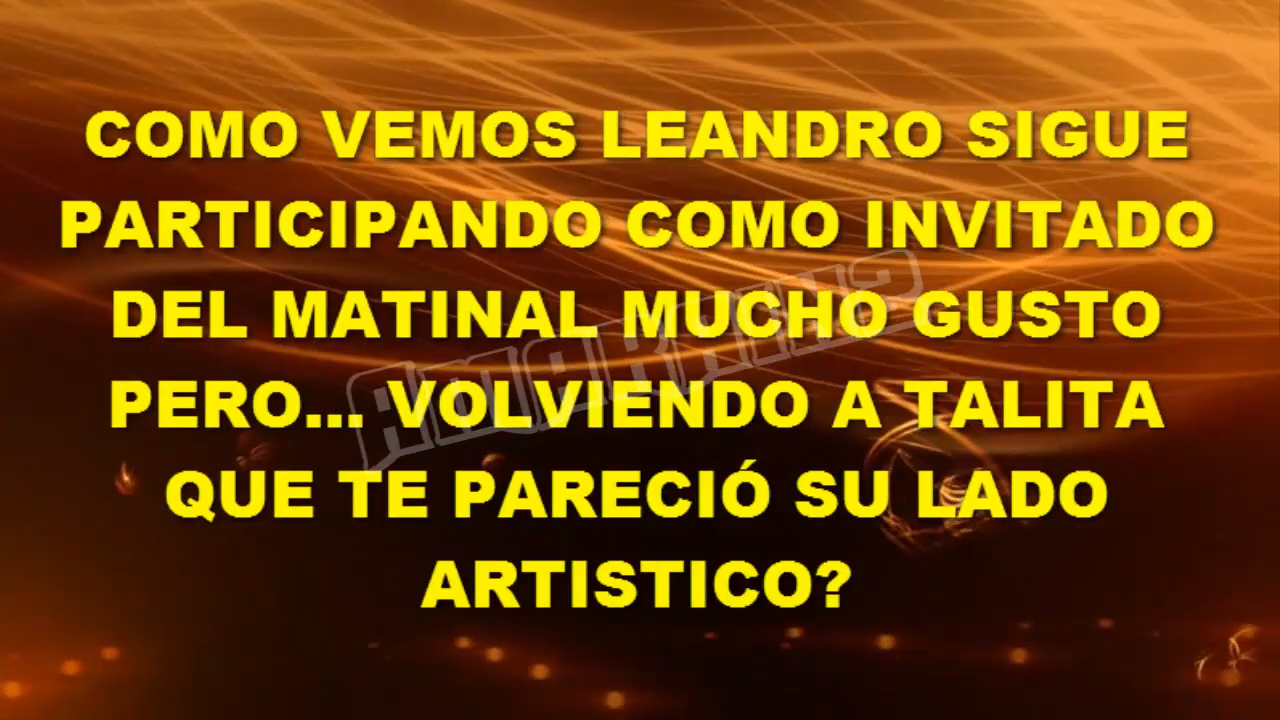 COMO VEMOS LEANDRO SIGUE
PARTICIPANDO COMO INVITADO
DEL MATINAL MUCHO GUSTO
PERO... VOLVIENDO A TALITA
QUE TE PARECIÓ SU LADO
ARTISTICO?